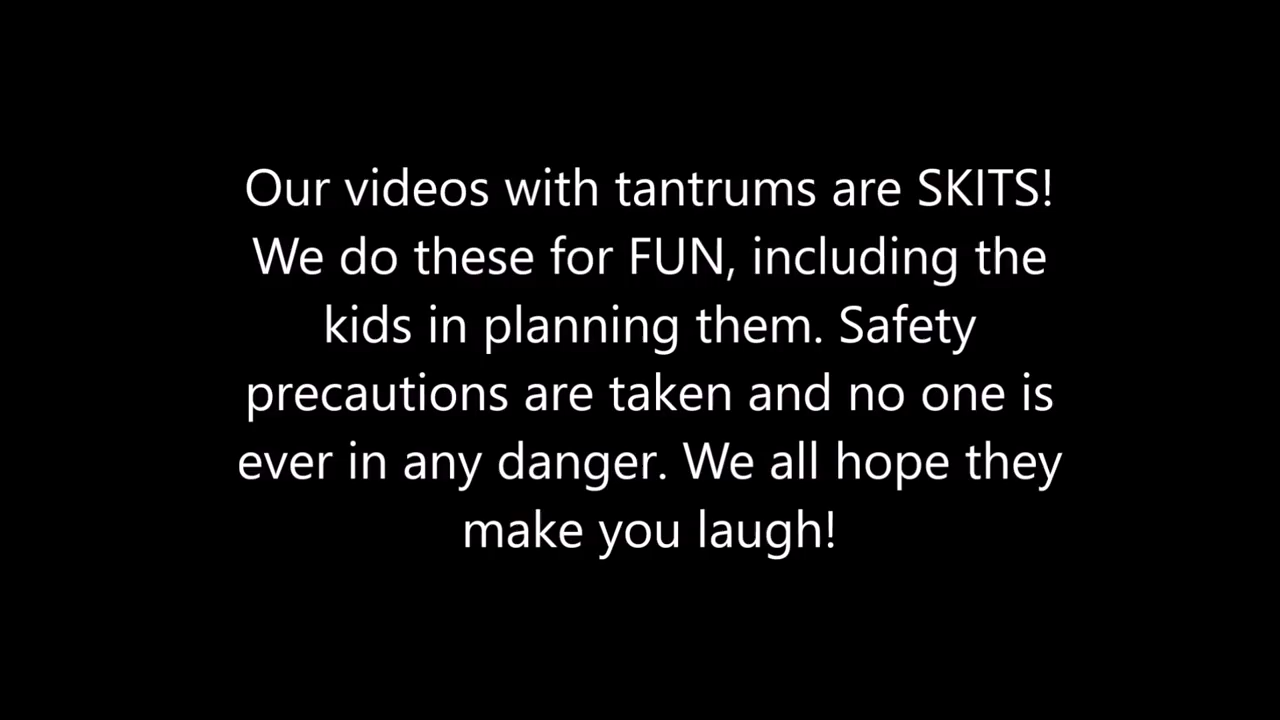 Our videos with tantrums are SKITS!
We do these for FUN, including the
kids in planning them. Safety
precautions are taken and no one is
ever in any danger. We all hope they
make you laugh!